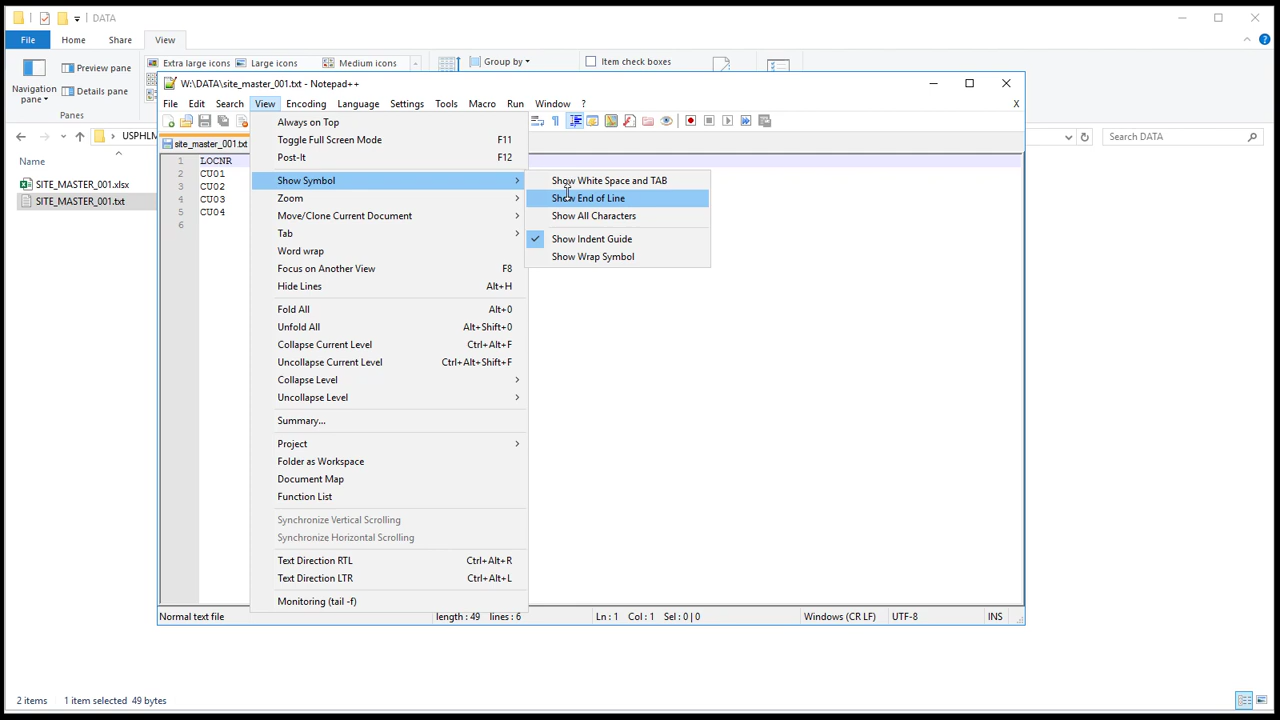 DATA
File Home Share View
Extra large icons Large icons Medium icons Group by Item check boxes
Navigation pane Preview pane Details pane
Panes
USPHLM
Search DATA
Name
SITE_MASTER_001.xlsx
SITE_MASTER_001.txt
W:\DATA\site_master_001.txt - Notepad++
File Edit Search View Encoding Language Settings Tools Macro Run Window ? X
site_master_001.txt
1 LOCNR
2 CU01
3 CU02
4 CU03
5 CU04
6
Always on Top
Toggle Full Screen Mode F11
Post-It F12
Show Symbol
Zoom
Move/Clone Current Document
Tab
Word wrap
Focus on Another View F8
Hide Lines Alt+H
Fold All Alt+0
Unfold All Alt+Shift+0
Collapse Current Level Ctrl+Alt+F
Uncollapse Current Level Ctrl+Alt+Shift+F
Collapse Level
Uncollapse Level
Summary...
Project
Folder as Workspace
Document Map
Function List
Synchronize Vertical Scrolling
Synchronize Horizontal Scrolling
Text Direction RTL Ctrl+Alt+R
Text Direction LTR Ctrl+Alt+L
Monitoring (tail -f)
Show White Space and TAB
Show End of Line
Show All Characters
Show Indent Guide
Show Wrap Symbol
Normal text file length : 49 lines : 6 Ln : 1 Col : 1 Sel : 0 | 0 Windows (CR LF) UTF-8 INS
2 items 1 item selected 49 bytes